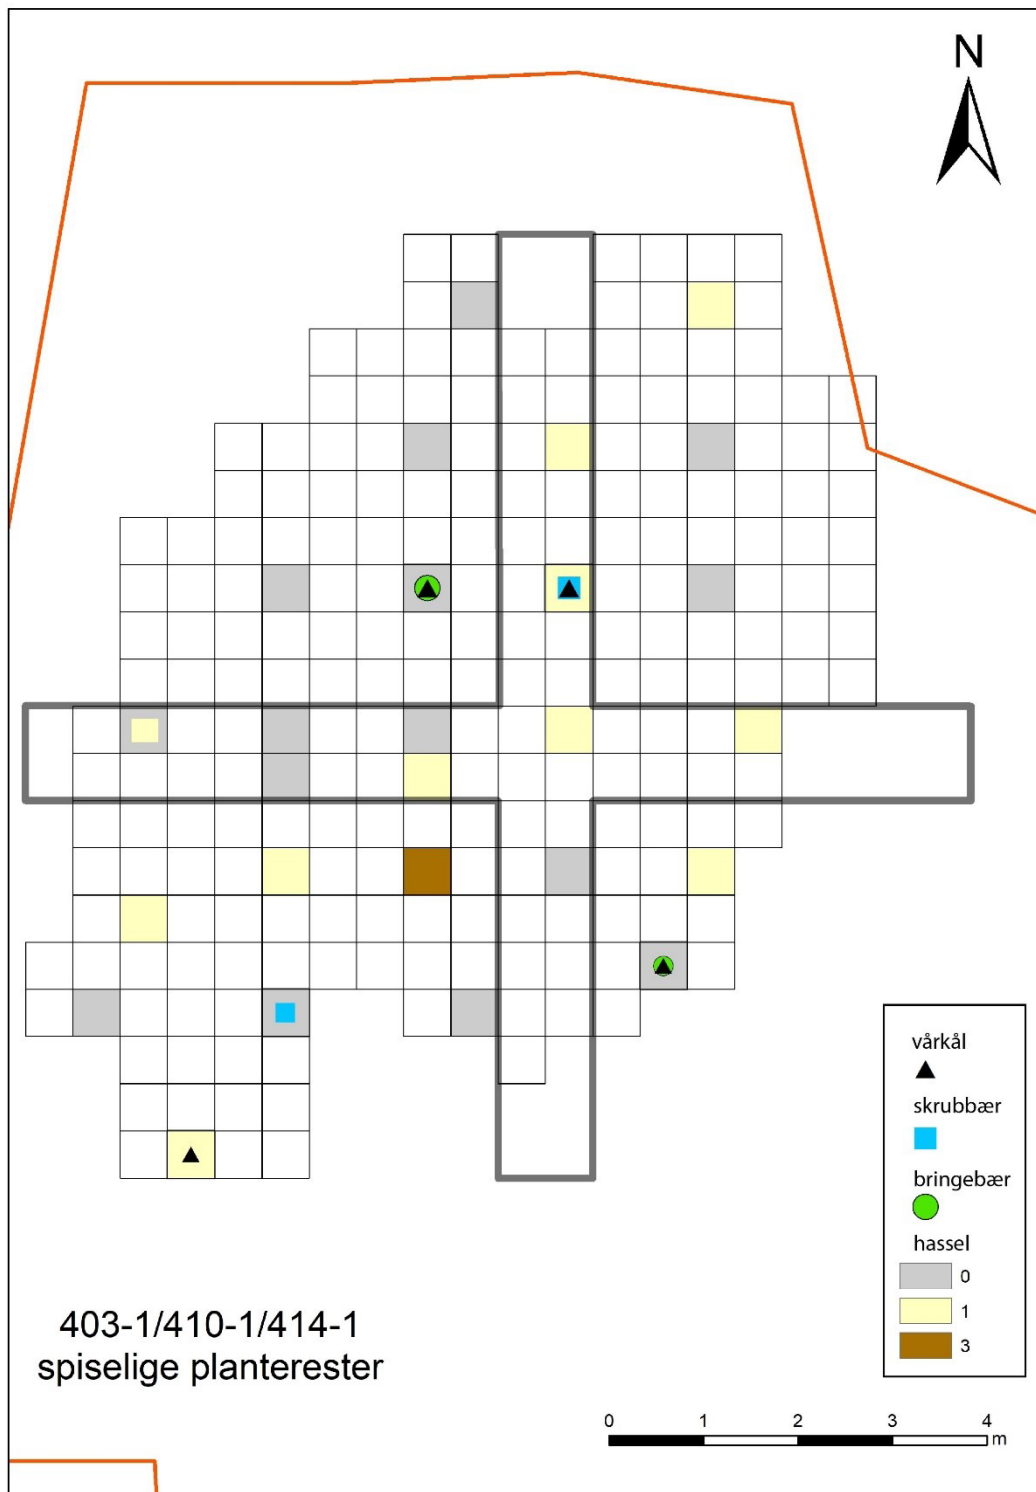 N
vårkål
skrubbær
bringebær
hassel
0
1
3
403-1/410-1/414-1
spiselige planterester
0 1 2 3 4
m